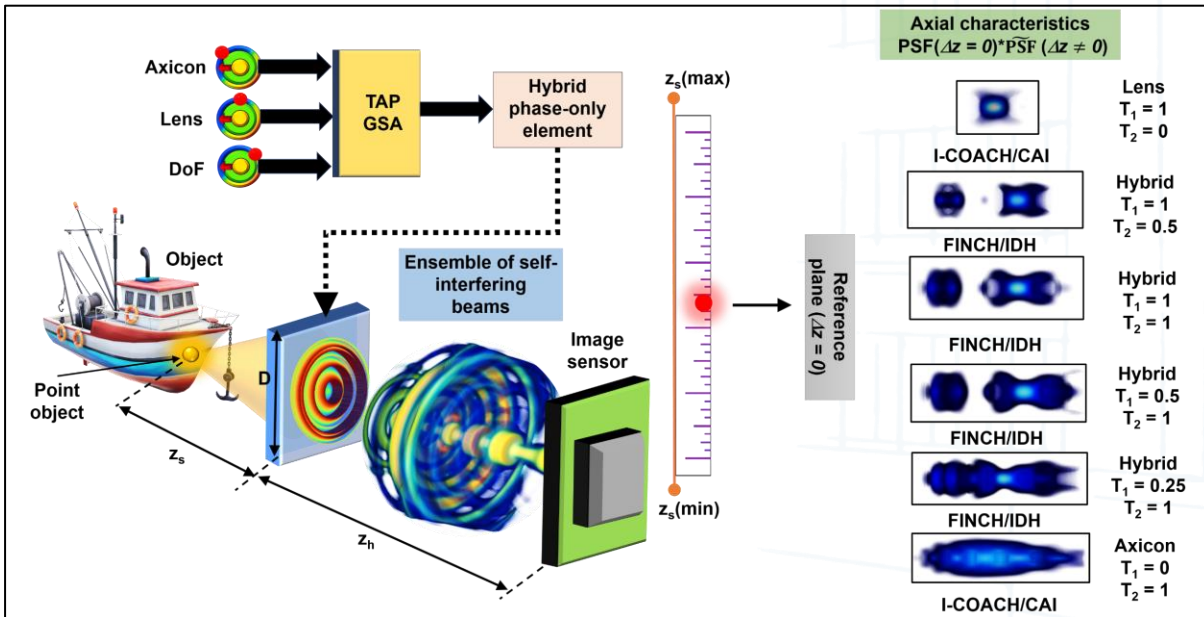 Axicon
Lens
DoF
TAP
GSA
Hybrid
phase-only
element
Object
Point
object
D
z_s
z_h
Ensemble of self-
interfering
beams
Image
sensor
z_s(max)
z_s(min)
Reference
plane (Δz = 0)
Axial characteristics
PSF(Δz = 0)*P̃S̃F̃ (Δz ≠ 0)
Lens
T₁ = 1
T₂ = 0
I-COACH/CAI
Hybrid
T₁ = 1
T₂ = 0.5
FINCH/IDH
Hybrid
T₁ = 1
T₂ = 1
FINCH/IDH
Hybrid
T₁ = 0.5
T₂ = 1
FINCH/IDH
Hybrid
T₁ = 0.25
T₂ = 1
FINCH/IDH
Axicon
T₁ = 0
T₂ = 1
I-COACH/CAI